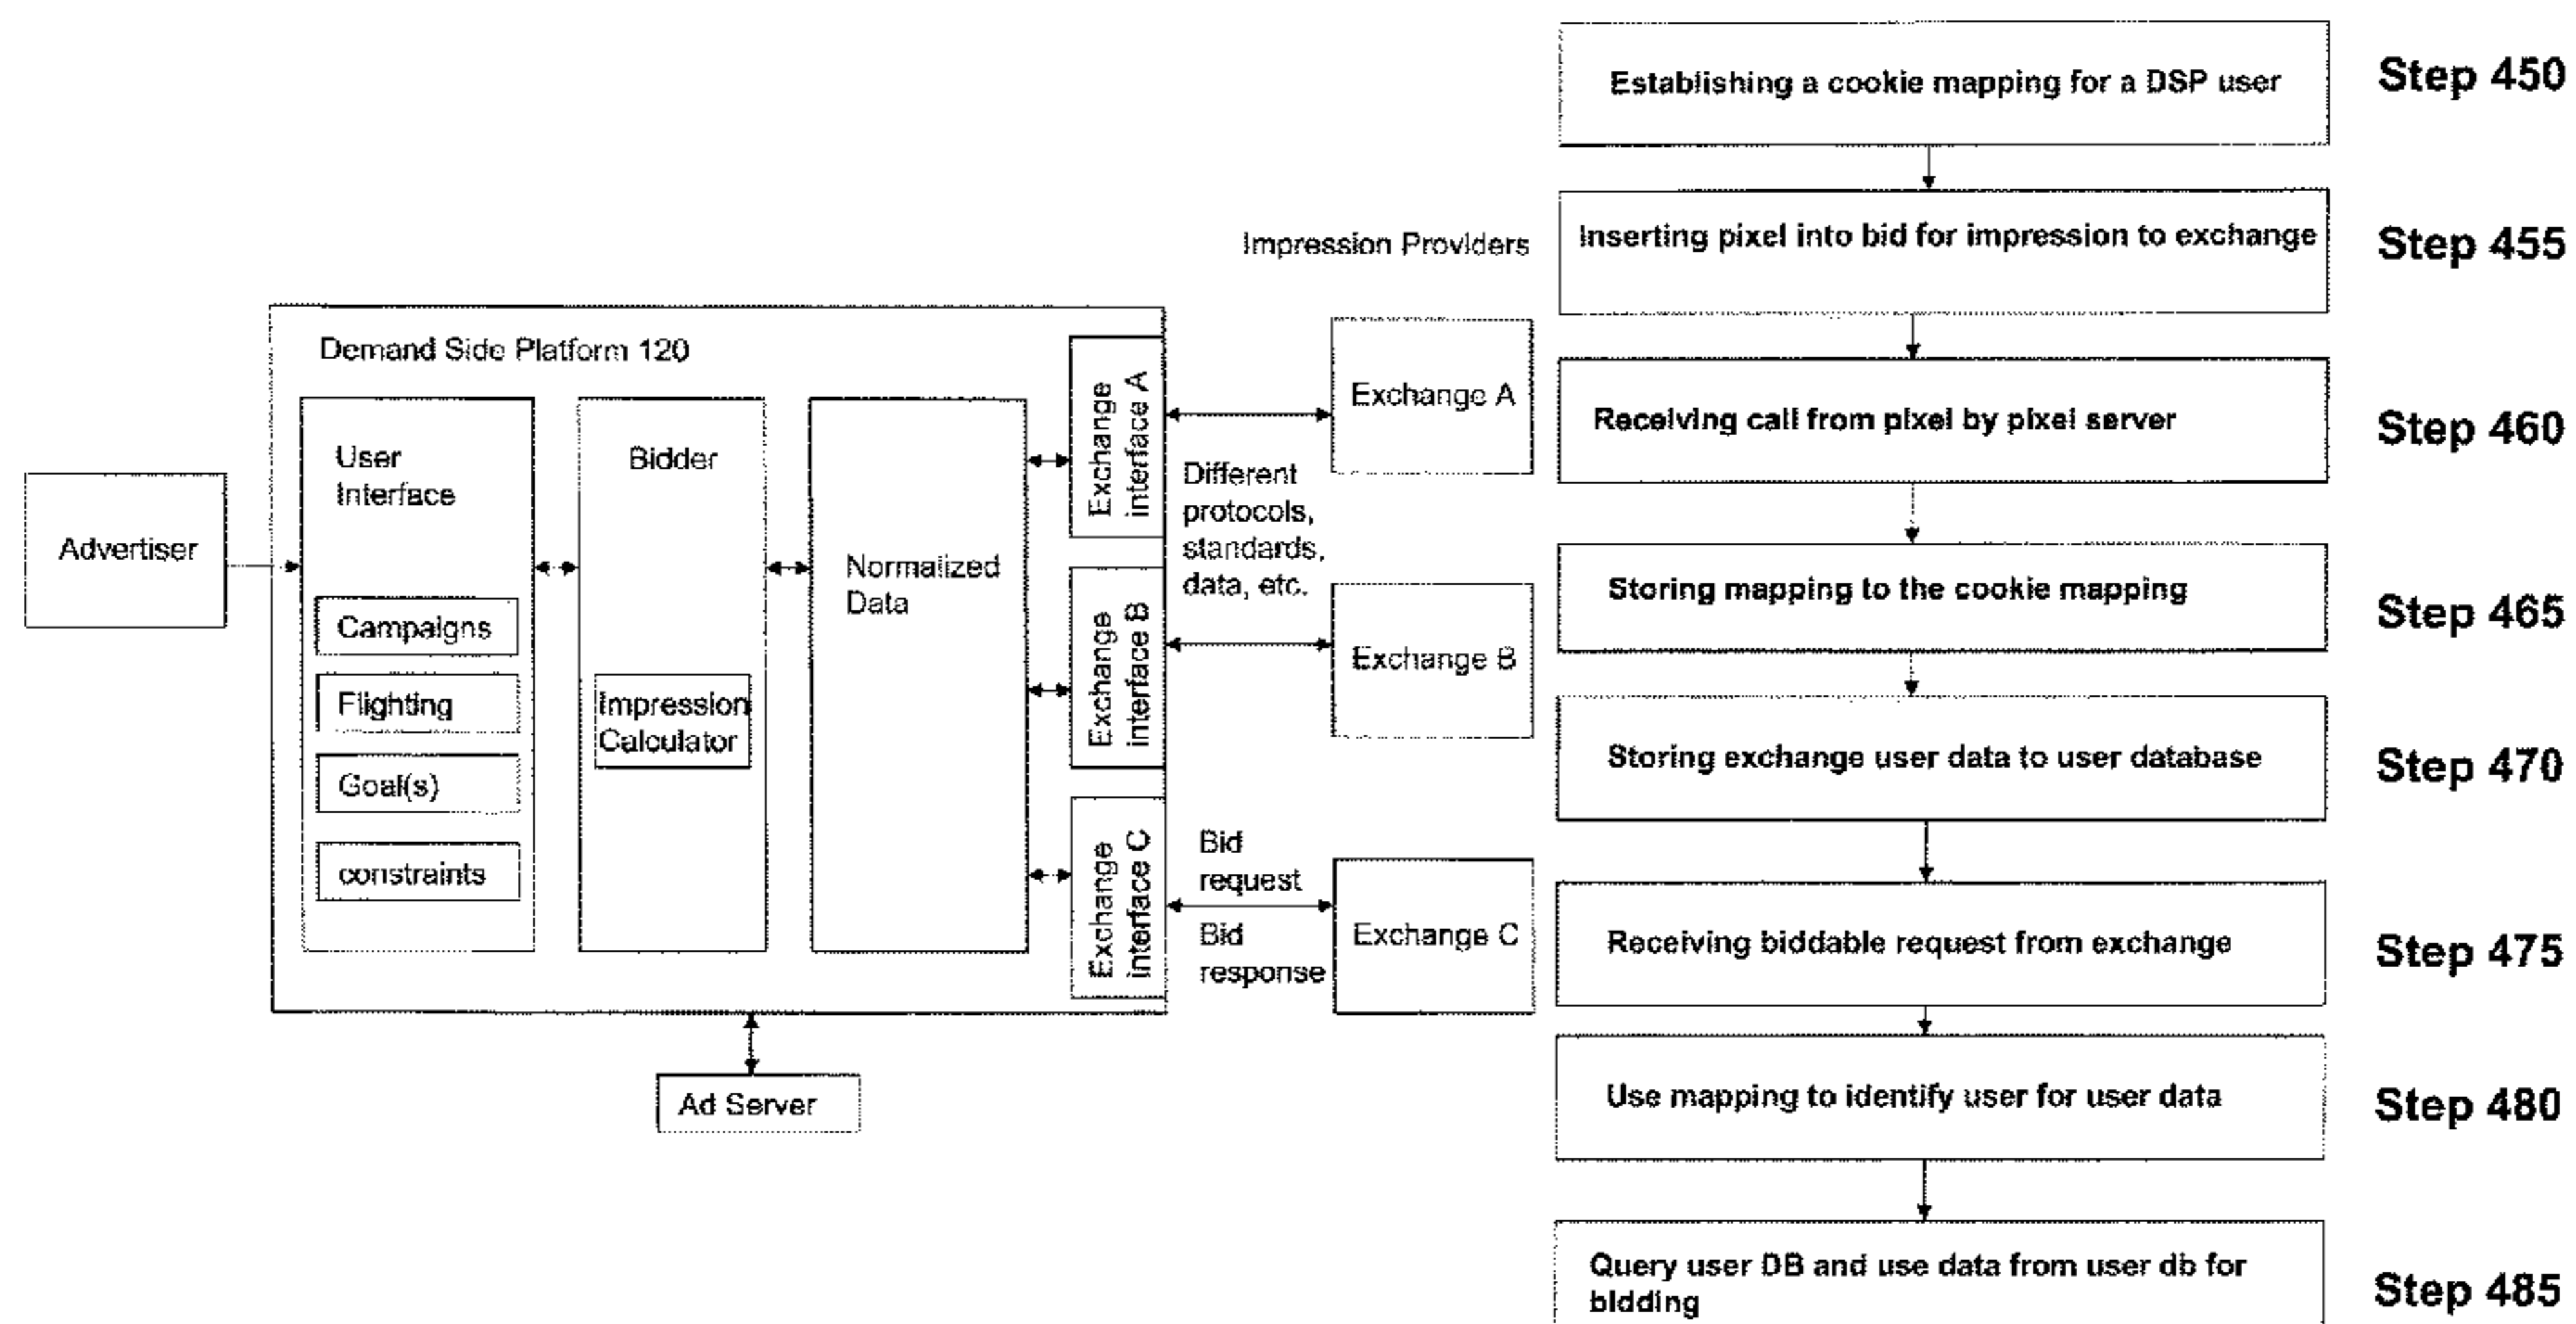 Demand Side Platform 120
Advertiser
User
Interface
Campaigns
Flighting
Goal(s)
constraints
Bidder
Impression
Calculator
Normalized
Data
Exchange
interface A
Exchange
interface B
Exchange
interface C
Ad Server
Impression Providers
Different
protocols,
standards,
data, etc.
Bid
request
Bid
response
Exchange A
Exchange B
Exchange C
Establishing a cookie mapping for a DSP user
Step 450
Inserting pixel into bid for impression to exchange
Step 455
Receiving call from pixel by pixel server
Step 460
Storing mapping to the cookie mapping
Step 465
Storing exchange user data to user database
Step 470
Receiving biddable request from exchange
Step 475
Use mapping to identify user for user data
Step 480
Query user DB and use data from user db for
bidding
Step 485